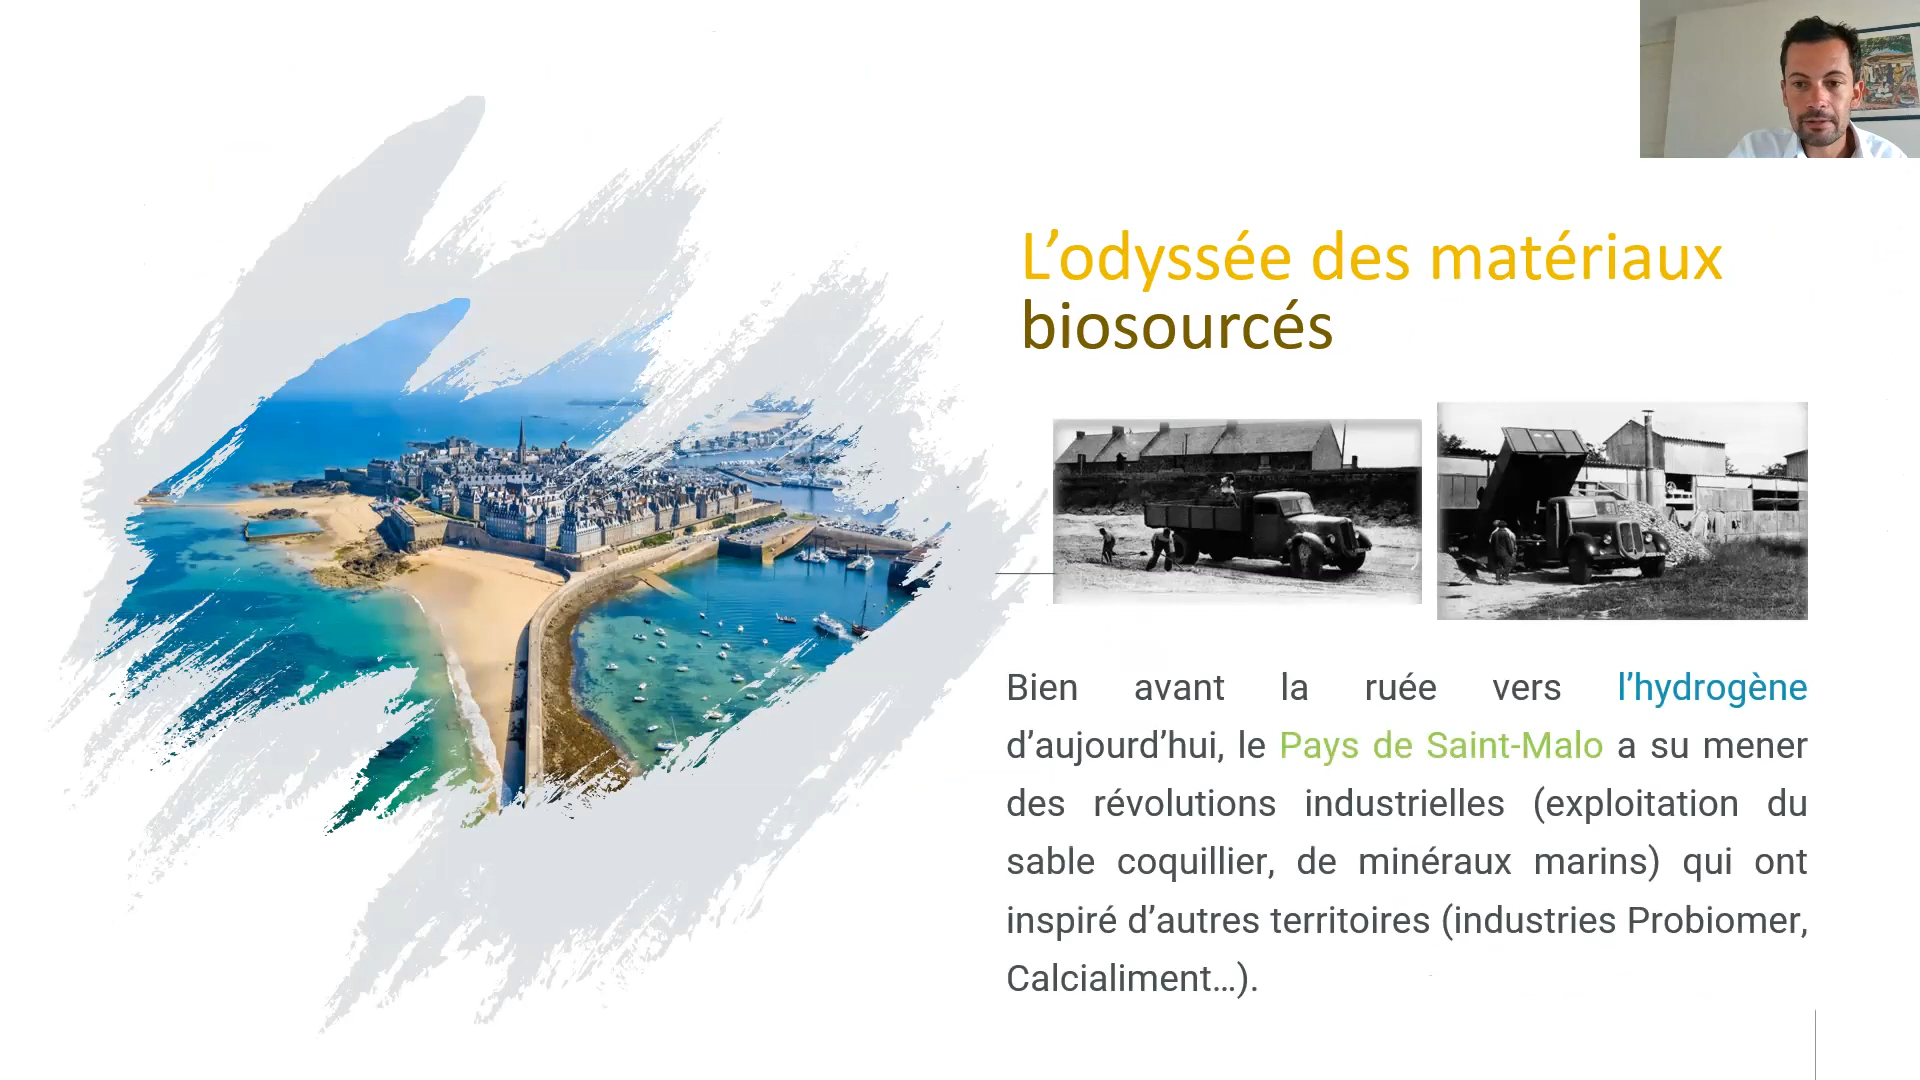 L’odyssée des matériaux
biosourcés
Bien avant la ruée vers l’hydrogène
d’aujourd’hui, le Pays de Saint-Malo a su mener
des révolutions industrielles (exploitation du
sable coquillier, de minéraux marins) qui ont
inspiré d’autres territoires (industries Probiomer,
Calcialiment…).